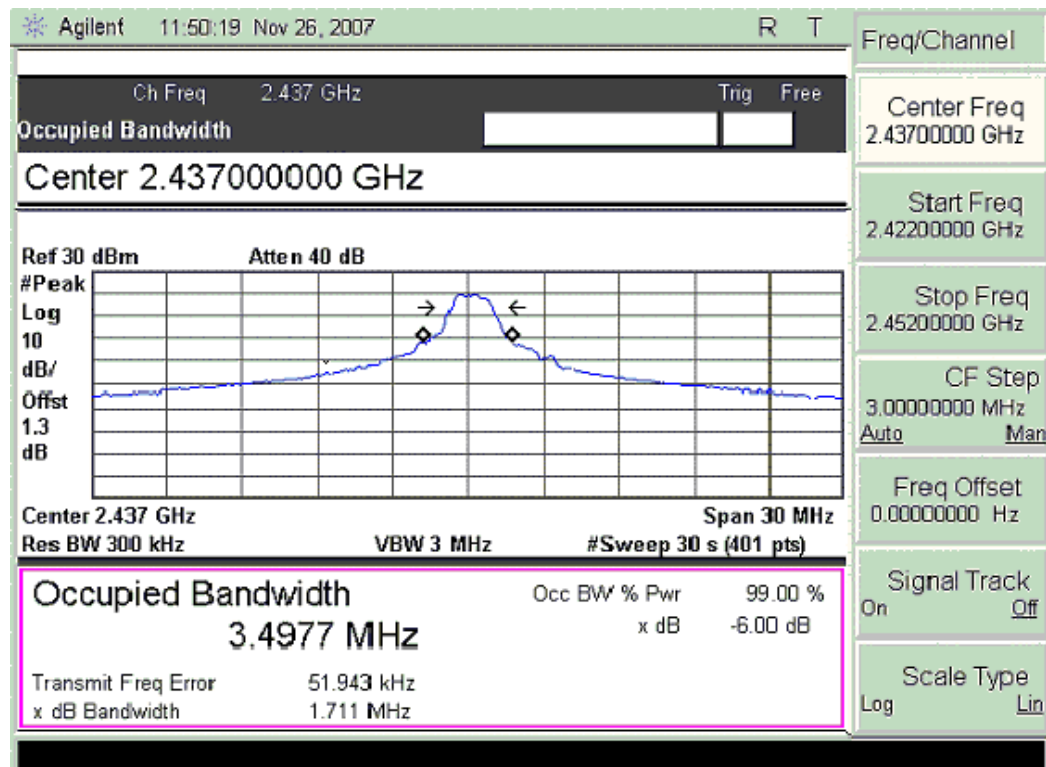 Agilent 11:50:19 Nov 26, 2007 R T
Ch Freq 2.437 GHz Trig Free
Occupied Bandwidth
Center 2.437000000 GHz
Ref 30 dBm Atten 40 dB
#Peak
Log
10
dB/
Offst
1.3
dB
Center 2.437 GHz Span 30 MHz
Res BW 300 kHz VBW 3 MHz #Sweep 30 s (401 pts)
Occupied Bandwidth
3.4977 MHz
Occ BW % Pwr 99.00 %
x dB -6.00 dB
Transmit Freq Error 51.943 kHz
x dB Bandwidth 1.711 MHz
Freq/Channel
Center Freq
2.43700000 GHz
Start Freq
2.42200000 GHz
Stop Freq
2.45200000 GHz
CF Step
3.00000000 MHz
Auto Man
Freq Offset
0.00000000 Hz
Signal Track
On Off
Scale Type
Log Lin